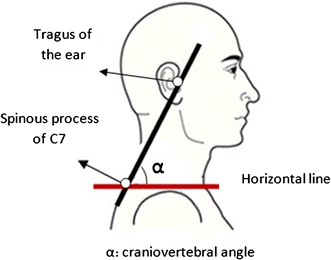 Tragus of
the ear
Spinous process
of C7
α
Horizontal line
α: craniovertebral angle